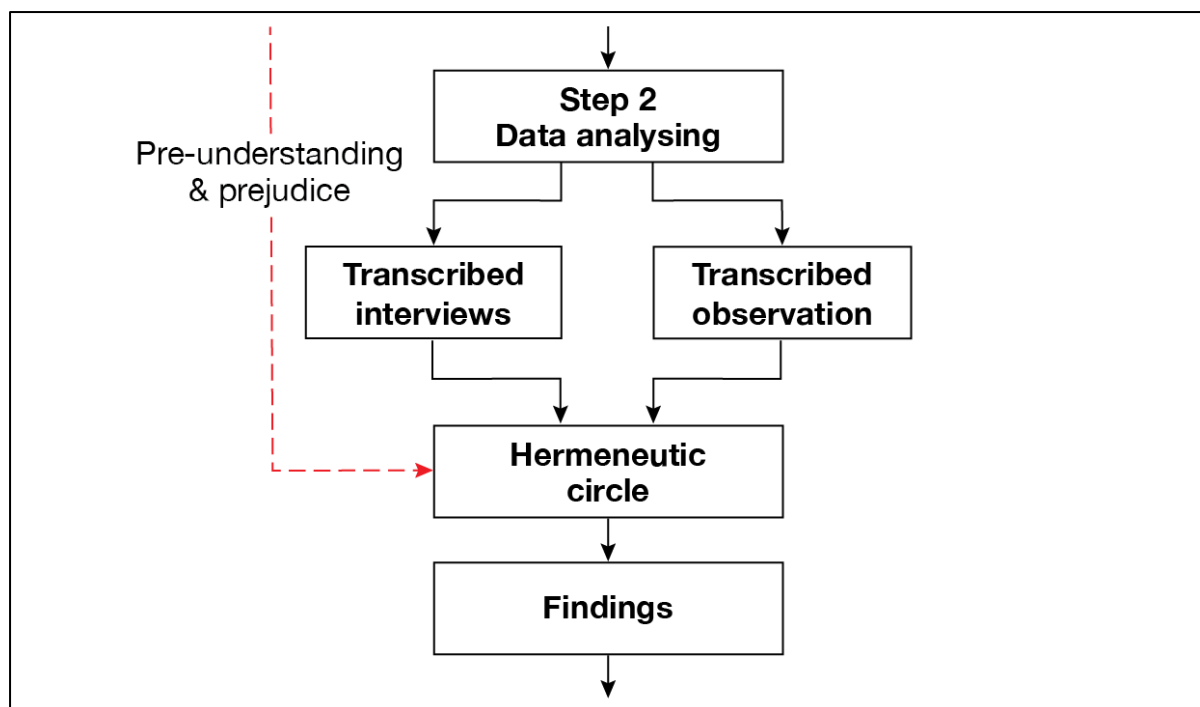 Step 2
Data analysing
Pre-understanding
& prejudice
Transcribed
interviews
Transcribed
observation
Hermeneutic
circle
Findings